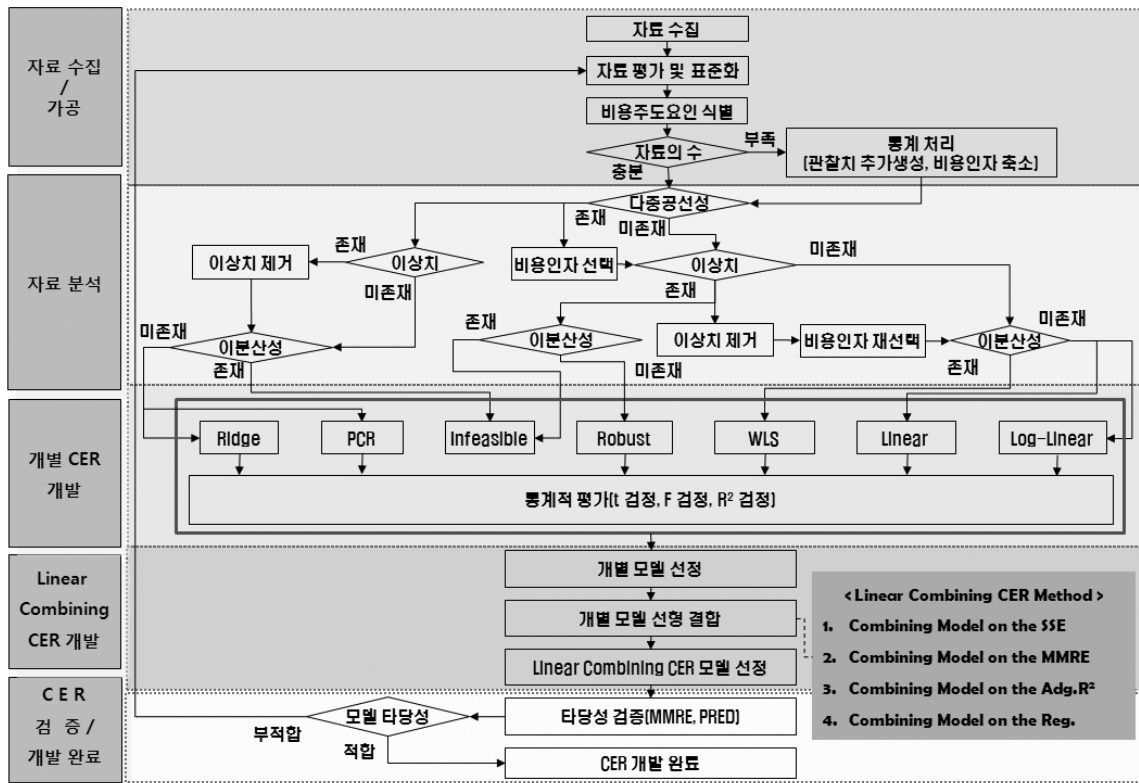 자료 수집
/
가공
자료 수집
자료 평가 및 표준화
비용주도요인 식별
자료의 수
부족
충분
통계 처리
(관찰치 추가생성, 비용인자 축소)
자료 분석
다중공선성
존재
존재
미존재
이상치 제거
존재
이상치
미존재
비용인자 선택
이상치
미존재
존재
미존재
이분산성
존재
존재
이분산성
미존재
이상치 제거
비용인자 재선택
이분산성
미존재
존재
개별 CER
개발
Ridge
PCR
Infeasible
Robust
WLS
Linear
Log-Linear
통계적 평가(t 검정, F 검정, R² 검정)
Linear
Combining
CER 개발
개별 모델 선정
개별 모델 선형 결합
Linear Combining CER 모델 선정
< Linear Combining CER Method >
1. Combining Model on the SSE
2. Combining Model on the MMRE
3. Combining Model on the Adg.R²
4. Combining Model on the Reg.
C E R
검 증 /
개발 완료
모델 타당성
부적합
적합
타당성 검증(MMRE, PRED)
CER 개발 완료